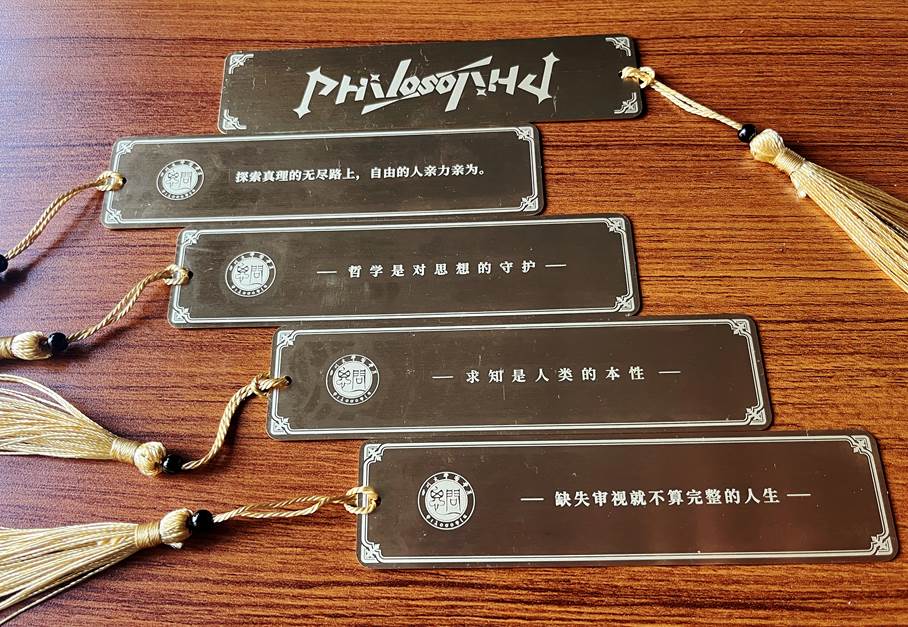 PHILOSOPHY
探索真理的无尽路上，自由的人亲力亲为。
— 哲学是对思想的守护 —
— 求知是人类的本性 —
— 缺失审视就不算完整的人生 —